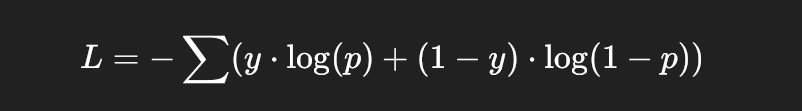 L = −∑(y · log(p) + (1 − y) · log(1 − p))